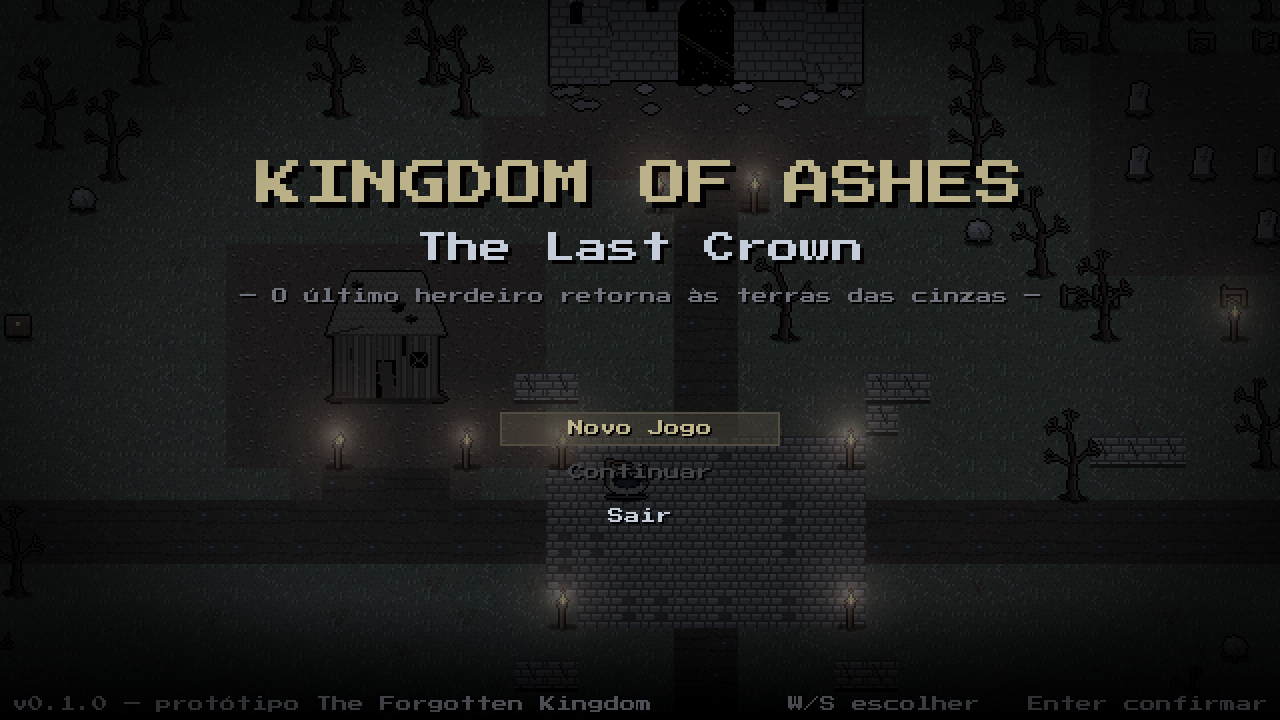 KINGDOM OF ASHES
The Last Crown
— O último herdeiro retorna às terras das cinzas —
Novo Jogo
Continuar
Sair
v0.1.0 — protótipo The Forgotten Kingdom
W/S escolher   Enter confirmar